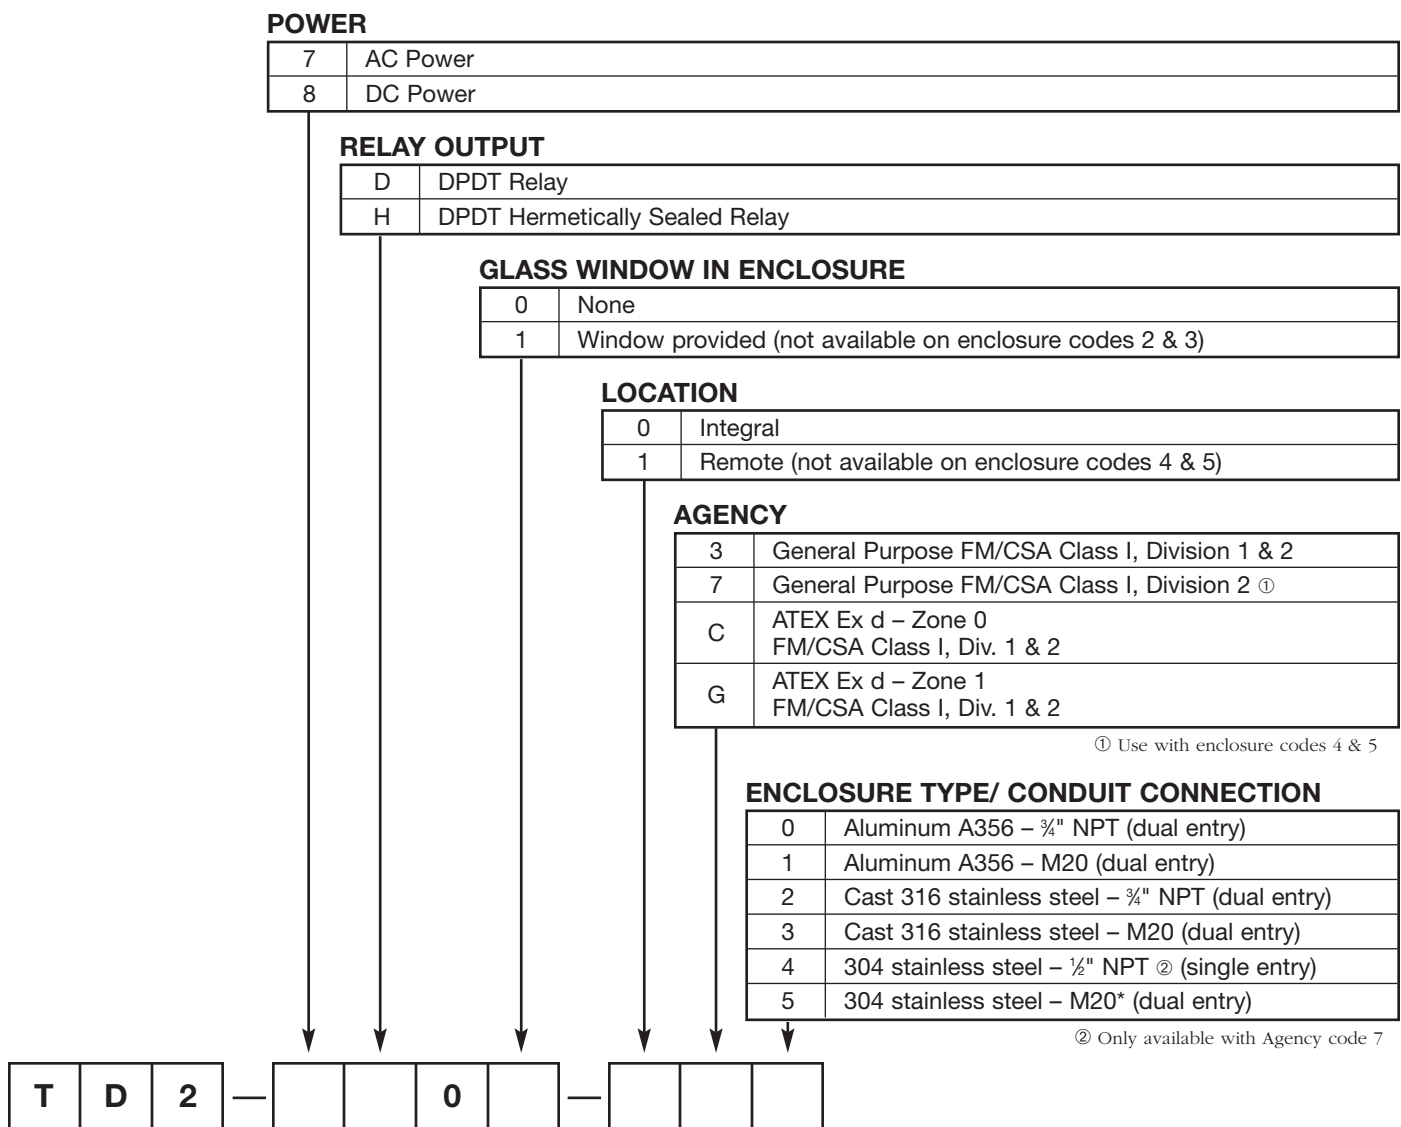 POWER
7 AC Power
8 DC Power
RELAY OUTPUT
D DPDT Relay
H DPDT Hermetically Sealed Relay
GLASS WINDOW IN ENCLOSURE
0 None
1 Window provided (not available on enclosure codes 2 & 3)
LOCATION
0 Integral
1 Remote (not available on enclosure codes 4 & 5)
AGENCY
3 General Purpose FM/CSA Class I, Division 1 & 2
7 General Purpose FM/CSA Class I, Division 2 ①
C ATEX Ex d – Zone 0
FM/CSA Class I, Div. 1 & 2
G ATEX Ex d – Zone 1
FM/CSA Class I, Div. 1 & 2
① Use with enclosure codes 4 & 5
ENCLOSURE TYPE/ CONDUIT CONNECTION
0 Aluminum A356 – ¾" NPT (dual entry)
1 Aluminum A356 – M20 (dual entry)
2 Cast 316 stainless steel – ¾" NPT (dual entry)
3 Cast 316 stainless steel – M20 (dual entry)
4 304 stainless steel – ½" NPT ② (single entry)
5 304 stainless steel – M20* (dual entry)
② Only available with Agency code 7
T D 2 — 0 —